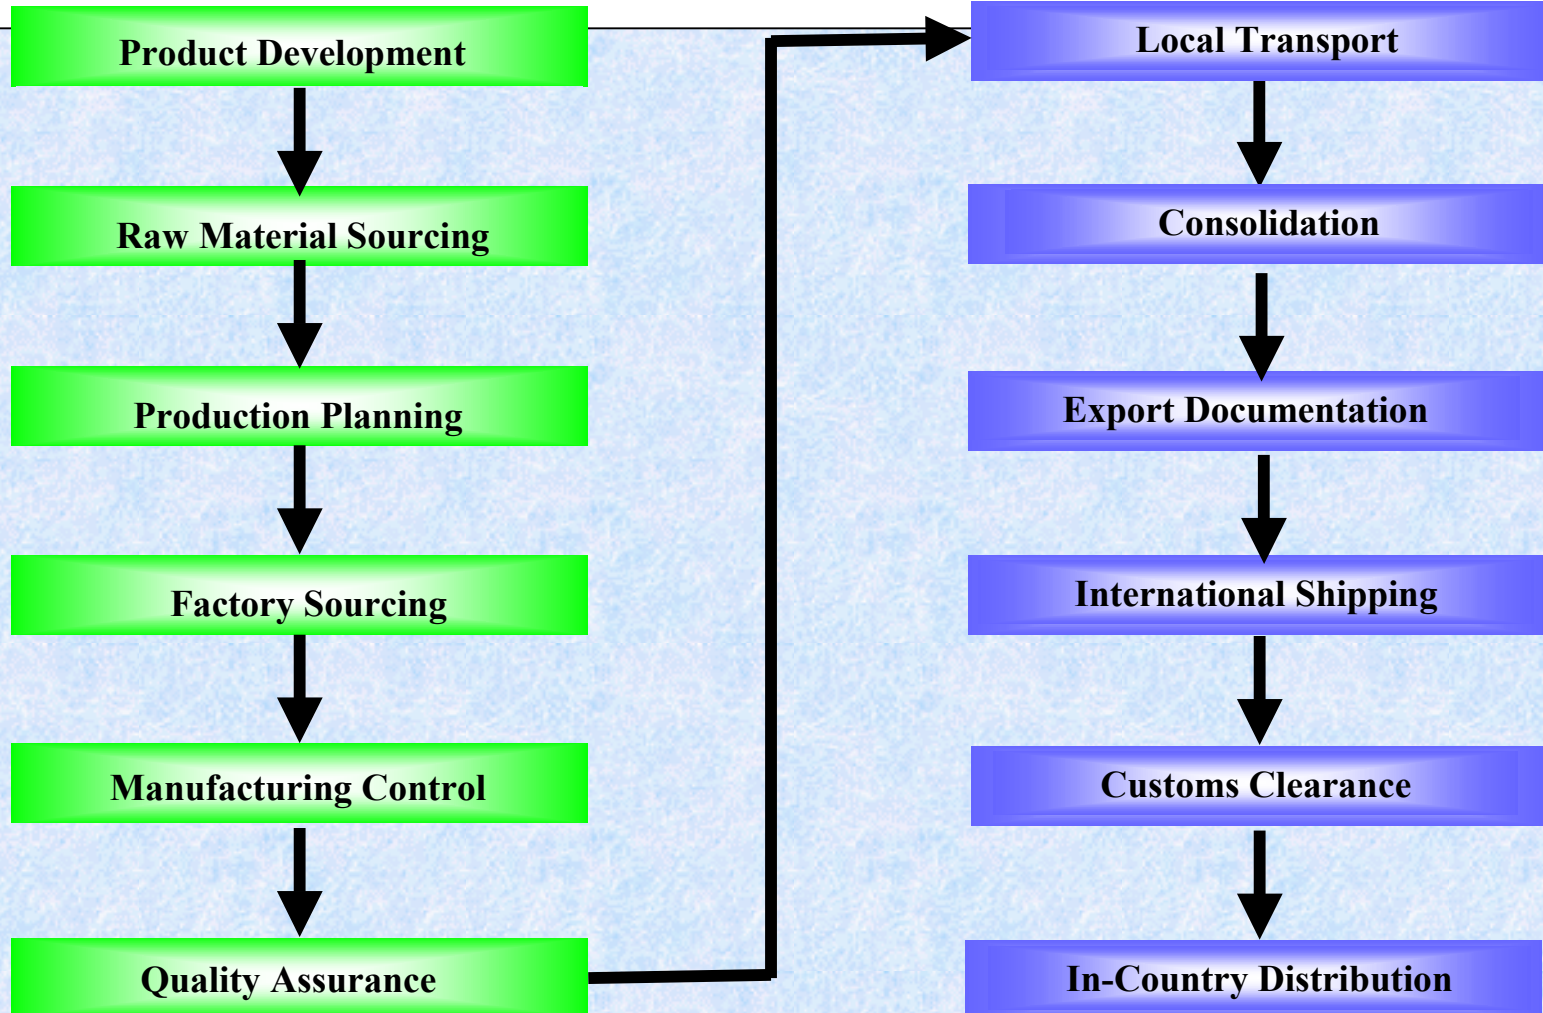 Product Development
Raw Material Sourcing
Production Planning
Factory Sourcing
Manufacturing Control
Quality Assurance
Local Transport
Consolidation
Export Documentation
International Shipping
Customs Clearance
In-Country Distribution